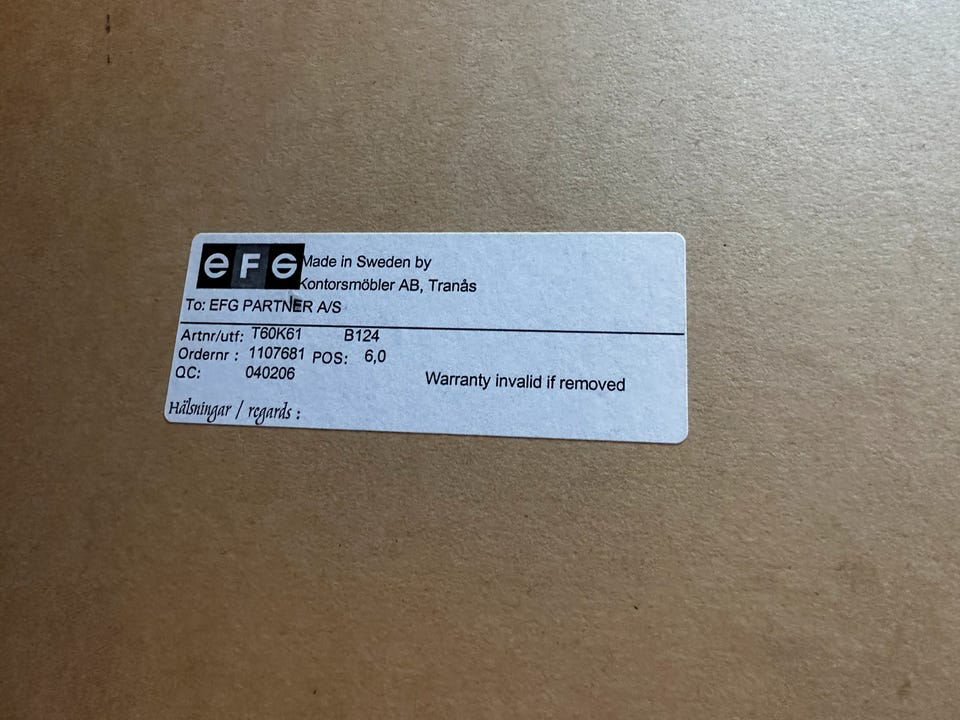 EFG Made in Sweden by
Kontorsmöbler AB, Tranås
To: EFG PARTNER A/S
Artnr/utf: T60K61 B124
Ordernr : 1107681 POS: 6,0
QC: 040206
Warranty invalid if removed
Hälsningar / regards :